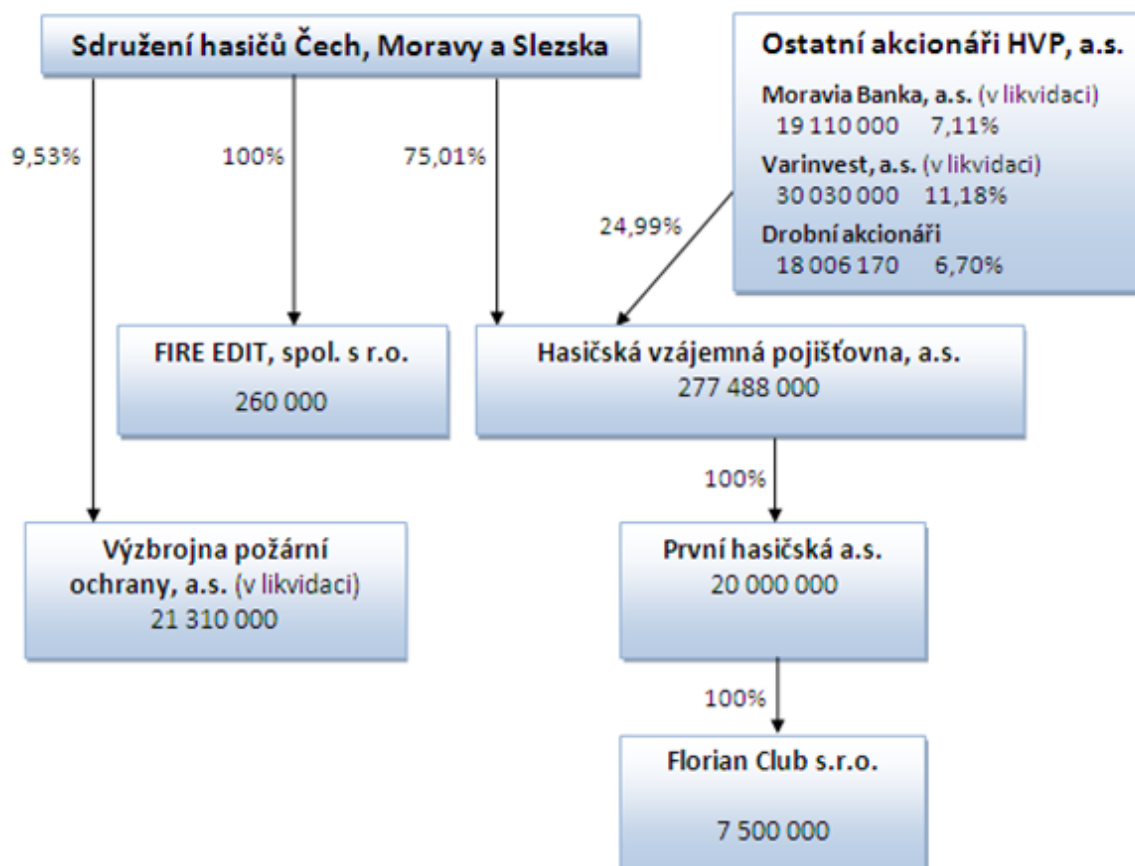 Sdružení hasičů Čech, Moravy a Slezska
Ostatní akcionáři HVP, a.s.
Moravia Banka, a.s. (v likvidaci)
19 110 000 7,11%
Varinvest, a.s. (v likvidaci)
30 030 000 11,18%
Drobní akcionáři
18 006 170 6,70%
9,53%
100%
75,01%
24,99%
FIRE EDIT, spol. s r.o.
260 000
Hasičská vzájemná pojišťovna, a.s.
277 488 000
100%
Výzbrojna požární
ochrany, a.s. (v likvidaci)
21 310 000
První hasičská a.s.
20 000 000
100%
Florian Club s.r.o.
7 500 000